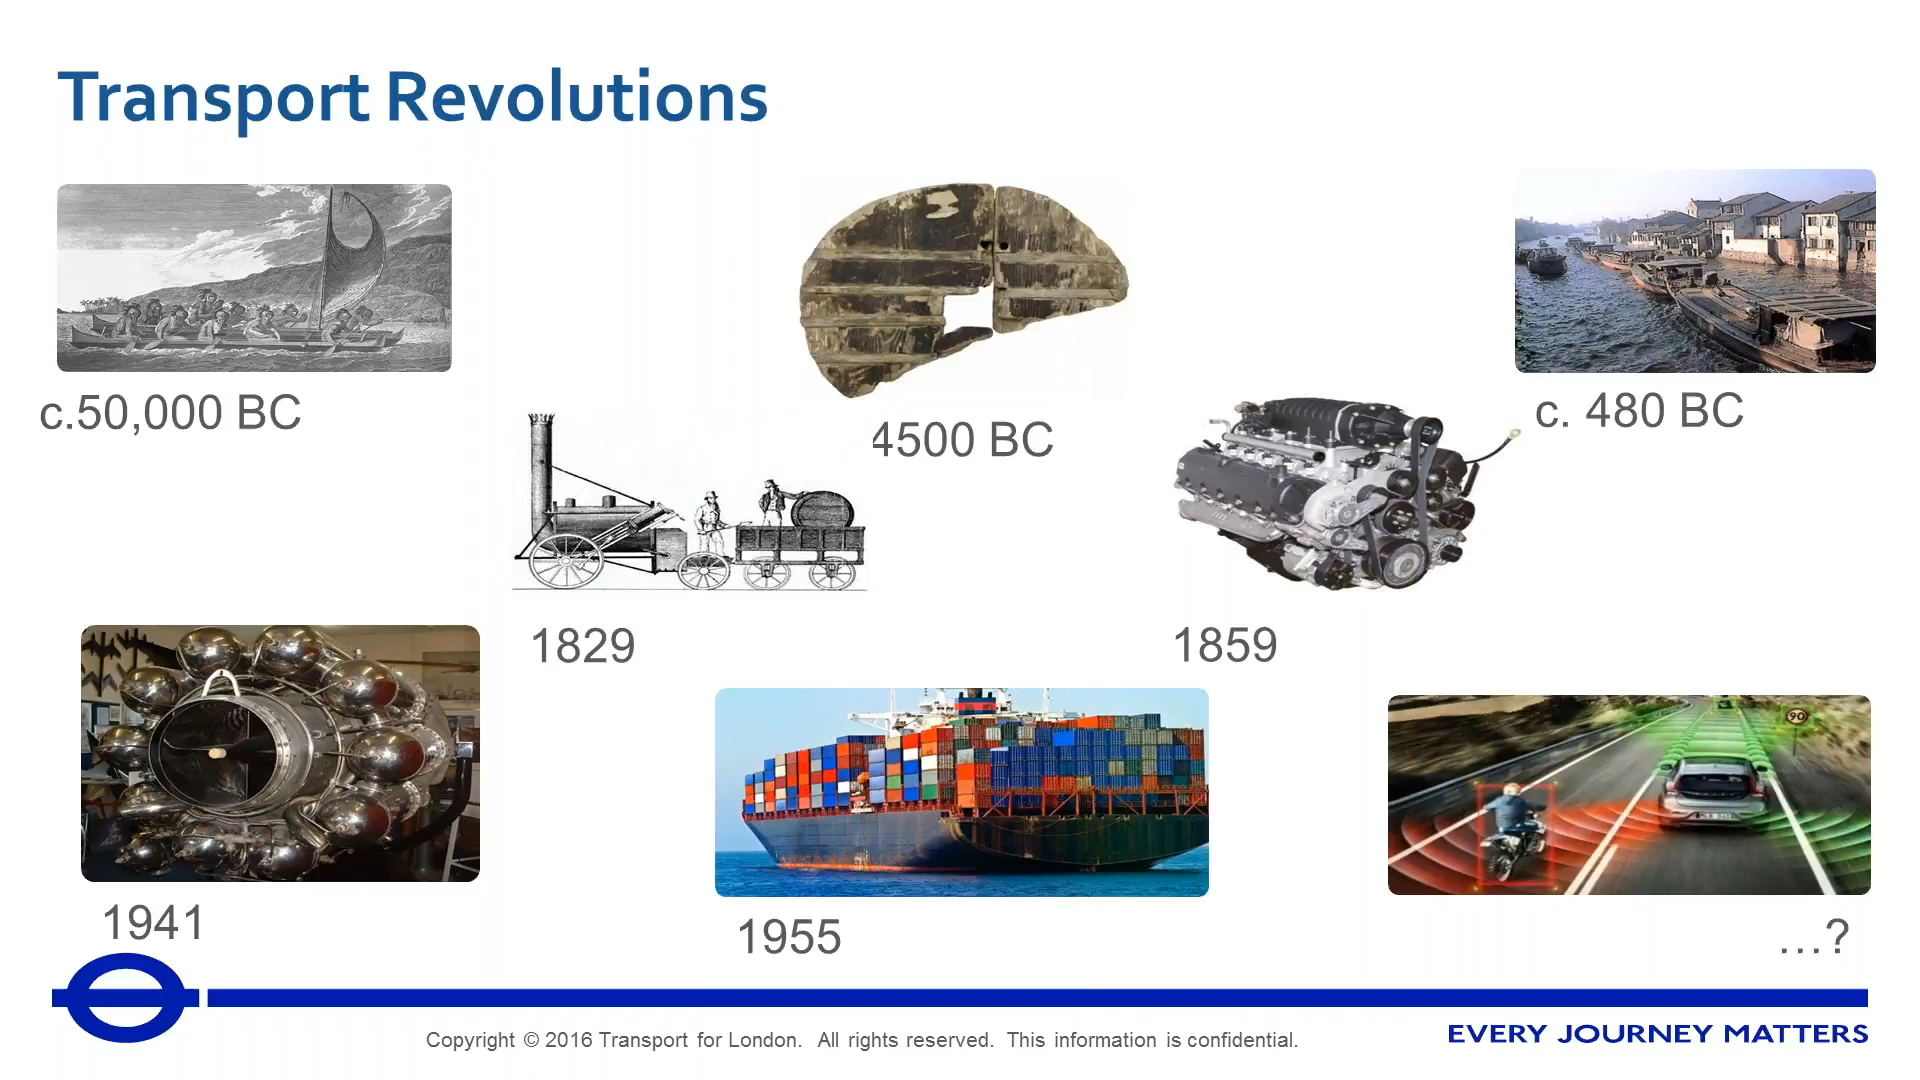 Transport Revolutions
c.50,000 BC
4500 BC
c. 480 BC
1829
1859
90
1941
1955
…?
Copyright © 2016 Transport for London. All rights reserved. This information is confidential.
EVERY JOURNEY MATTERS